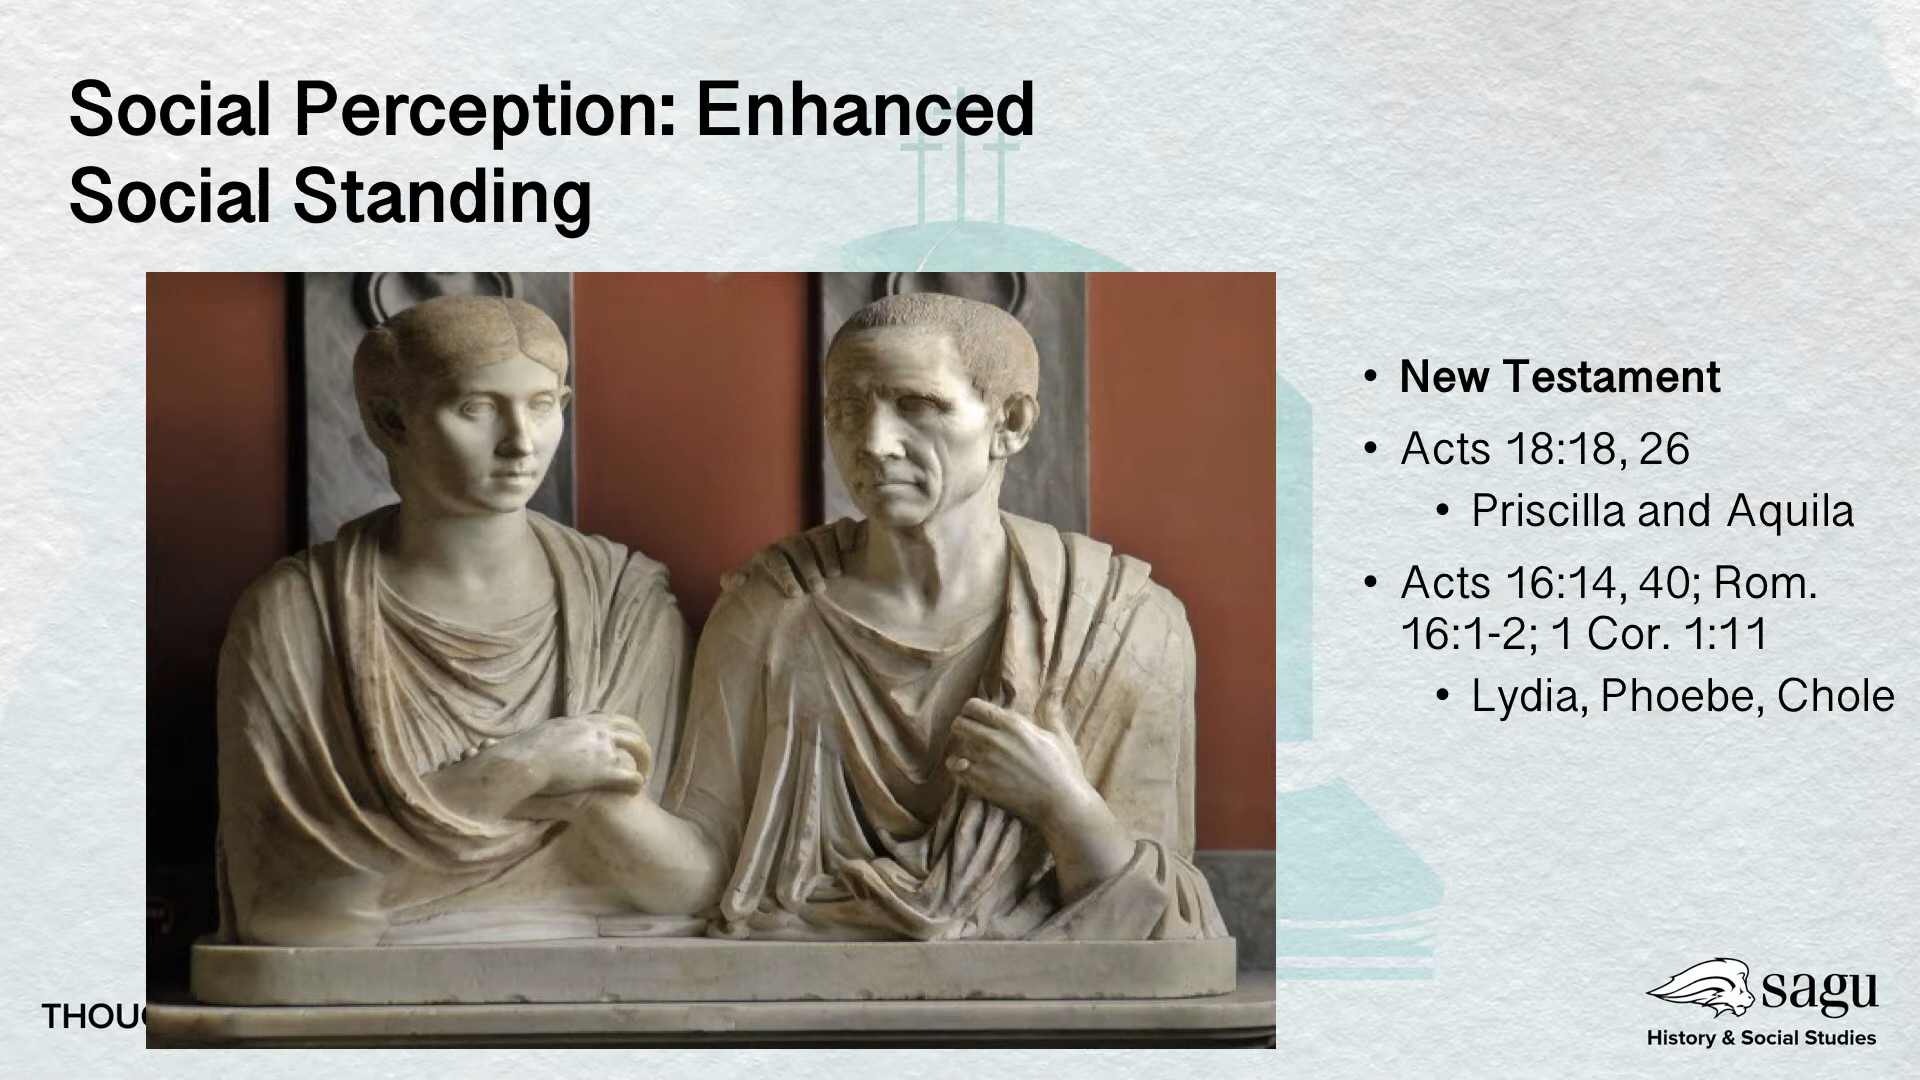 Social Perception: Enhanced
Social Standing
• New Testament
• Acts 18:18, 26
• Priscilla and Aquila
• Acts 16:14, 40; Rom.
16:1-2; 1 Cor. 1:11
• Lydia, Phoebe, Chole
THOU
sagu
History & Social Studies